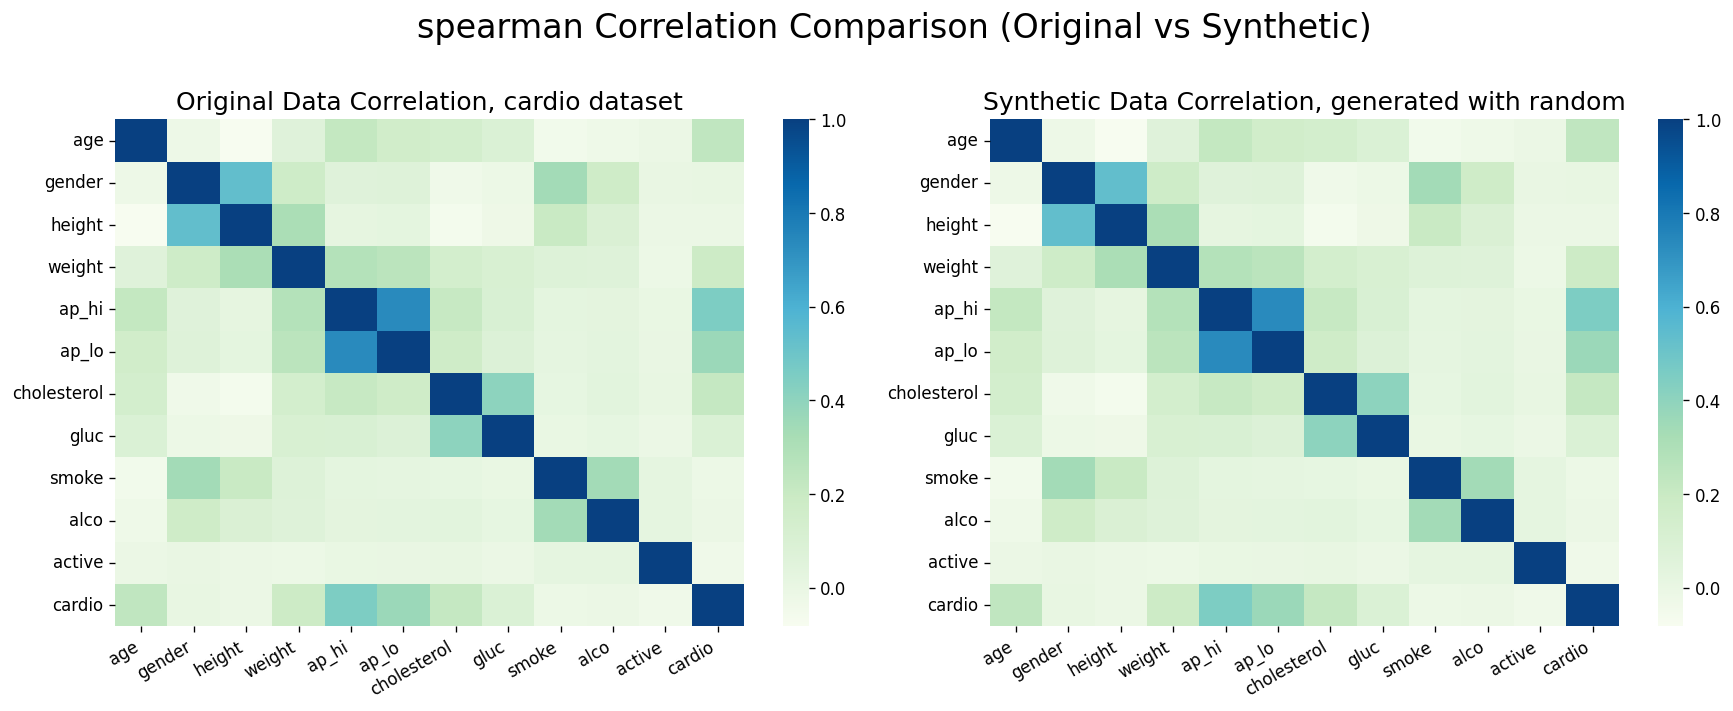 spearman Correlation Comparison (Original vs Synthetic)
Original Data Correlation, cardio dataset
age
gender
height
weight
ap_hi
ap_lo
cholesterol
gluc
smoke
alco
active
cardio
age
gender
height
weight
ap_hi
ap_lo
cholesterol
gluc
smoke
alco
active
cardio
1.0
0.8
0.6
0.4
0.2
0.0
Synthetic Data Correlation, generated with random
age
gender
height
weight
ap_hi
ap_lo
cholesterol
gluc
smoke
alco
active
cardio
age
gender
height
weight
ap_hi
ap_lo
cholesterol
gluc
smoke
alco
active
cardio
1.0
0.8
0.6
0.4
0.2
0.0